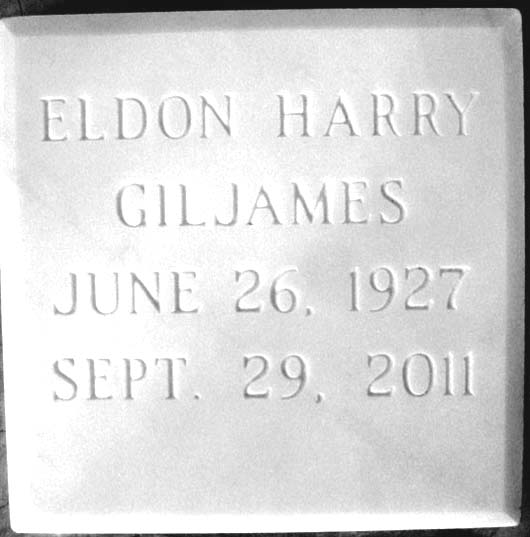 ELDON HARRY
GILJAMES
JUNE 26, 1927
SEPT. 29, 2011